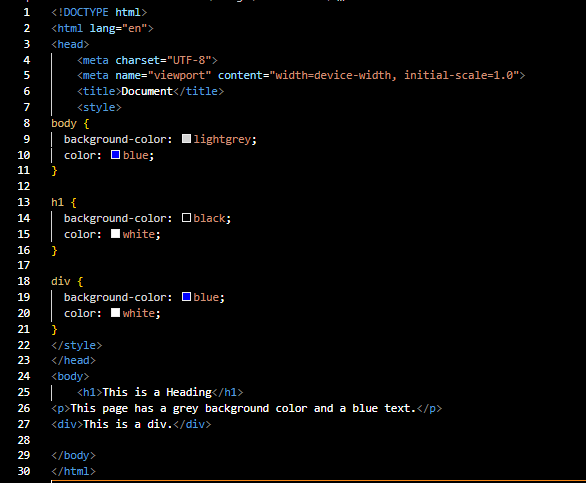 1 <!DOCTYPE html>
2 <html lang="en">
3 <head>
4     <meta charset="UTF-8">
5     <meta name="viewport" content="width=device-width, initial-scale=1.0">
6     <title>Document</title>
7     <style>
8 body {
9   background-color: lightgrey;
10   color: blue;
11 }
12
13 h1 {
14   background-color: black;
15   color: white;
16 }
17
18 div {
19   background-color: blue;
20   color: white;
21 }
22 </style>
23 </head>
24 <body>
25     <h1>This is a Heading</h1>
26 <p>This page has a grey background color and a blue text.</p>
27 <div>This is a div.</div>
28
29 </body>
30 </html>